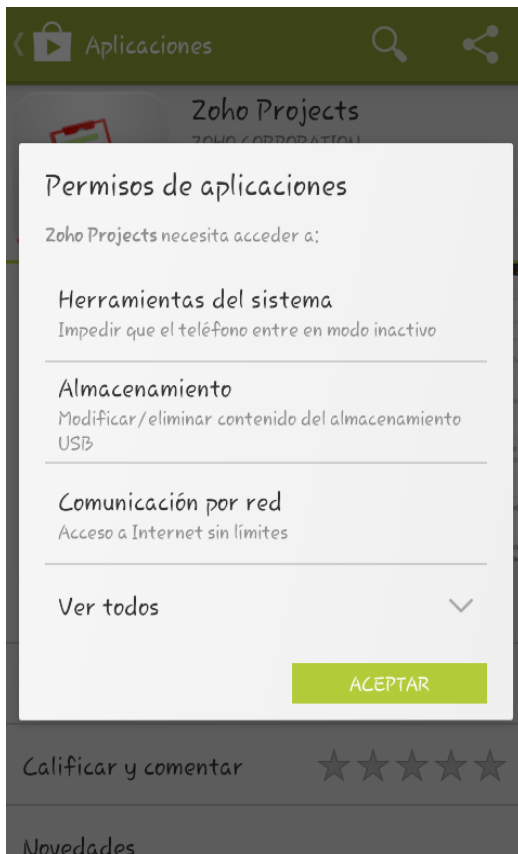 Aplicaciones
Zoho Projects
ZOHO CORPORATION
Permisos de aplicaciones
Zoho Projects necesita acceder a:
Herramientas del sistema
Impedir que el teléfono entre en modo inactivo
Almacenamiento
Modificar/eliminar contenido del almacenamiento
USB
Comunicación por red
Acceso a Internet sin límites
Ver todos
ACEPTAR
Calificar y comentar
Novedades